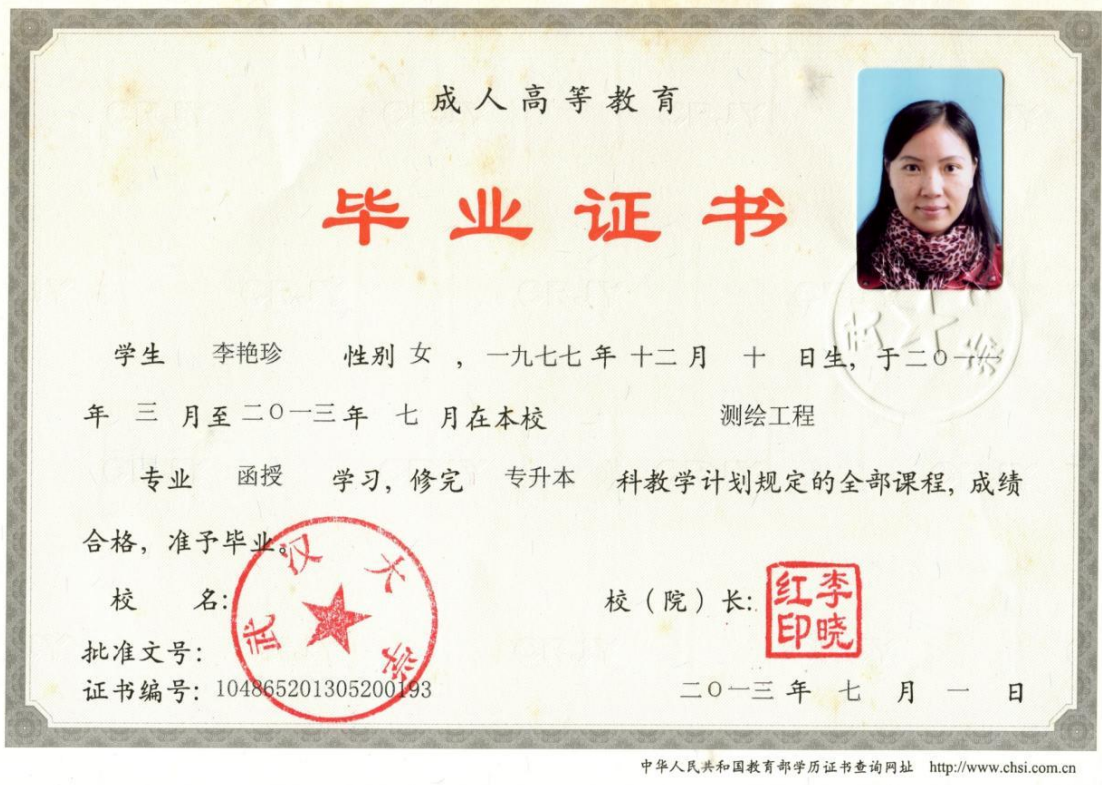 成人高等教育
毕业证书
学生 李艳珍 性别 女 ，一九七七 年 十二 月 十 日生，于二〇一
年 三 月至 二〇一三 年 七 月在本校 测绘工程
专业 函授 学习，修完 专升本 科教学计划规定的全部课程，成绩
合格，准予毕业。
武汉大学
校 名：
校（院）长：
李晓红印
批准文号：
证书编号：104865201305200193
二〇一三 年 七 月 一 日
中华人民共和国教育部学历证书查询网址 http://www.chsi.com.cn